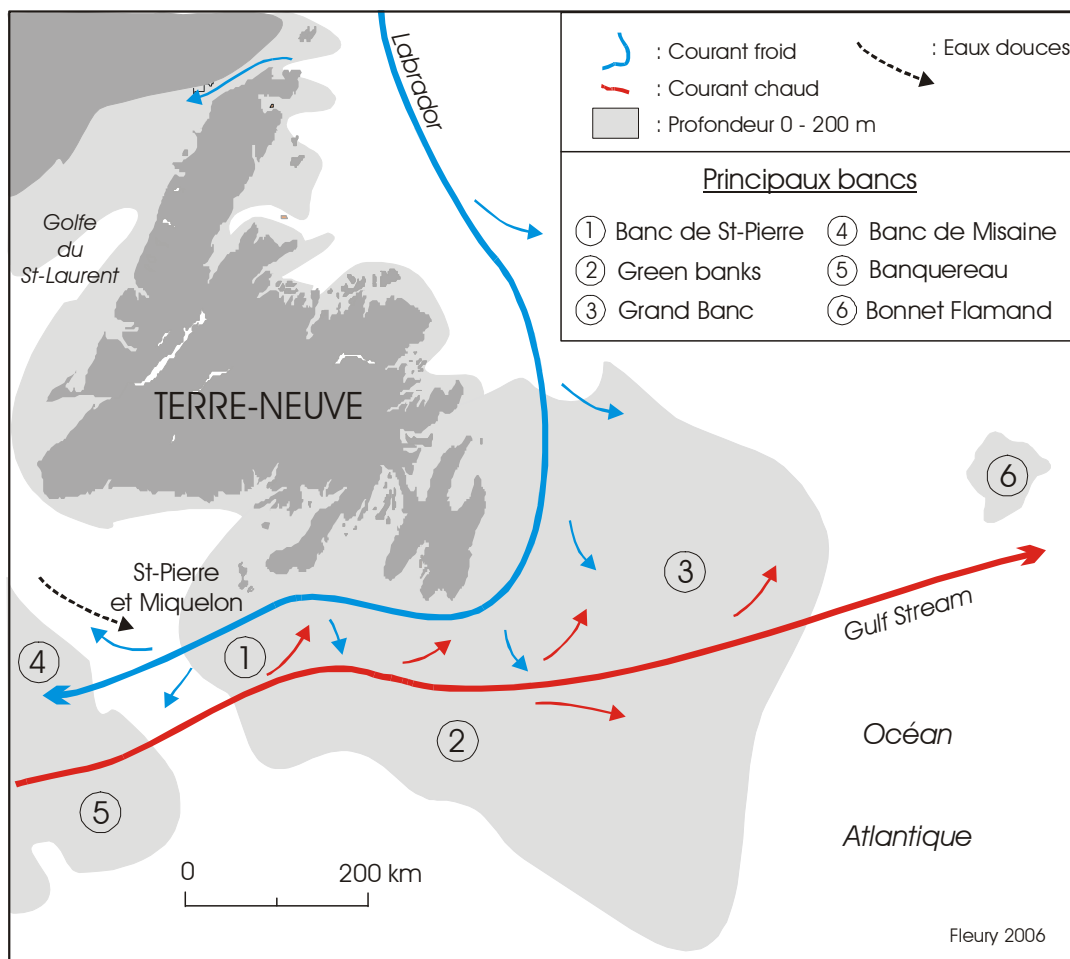 Labrador
: Courant froid
: Eaux douces
: Courant chaud
: Profondeur 0 - 200 m
Principaux bancs
1 Banc de St-Pierre
4 Banc de Misaine
2 Green banks
5 Banquereau
3 Grand Banc
6 Bonnet Flamand
Golfe
du
St-Laurent
TERRE-NEUVE
6
St-Pierre
et Miquelon
3
Gulf Stream
1
4
2
Océan
5
Atlantique
0 200 km
Fleury 2006